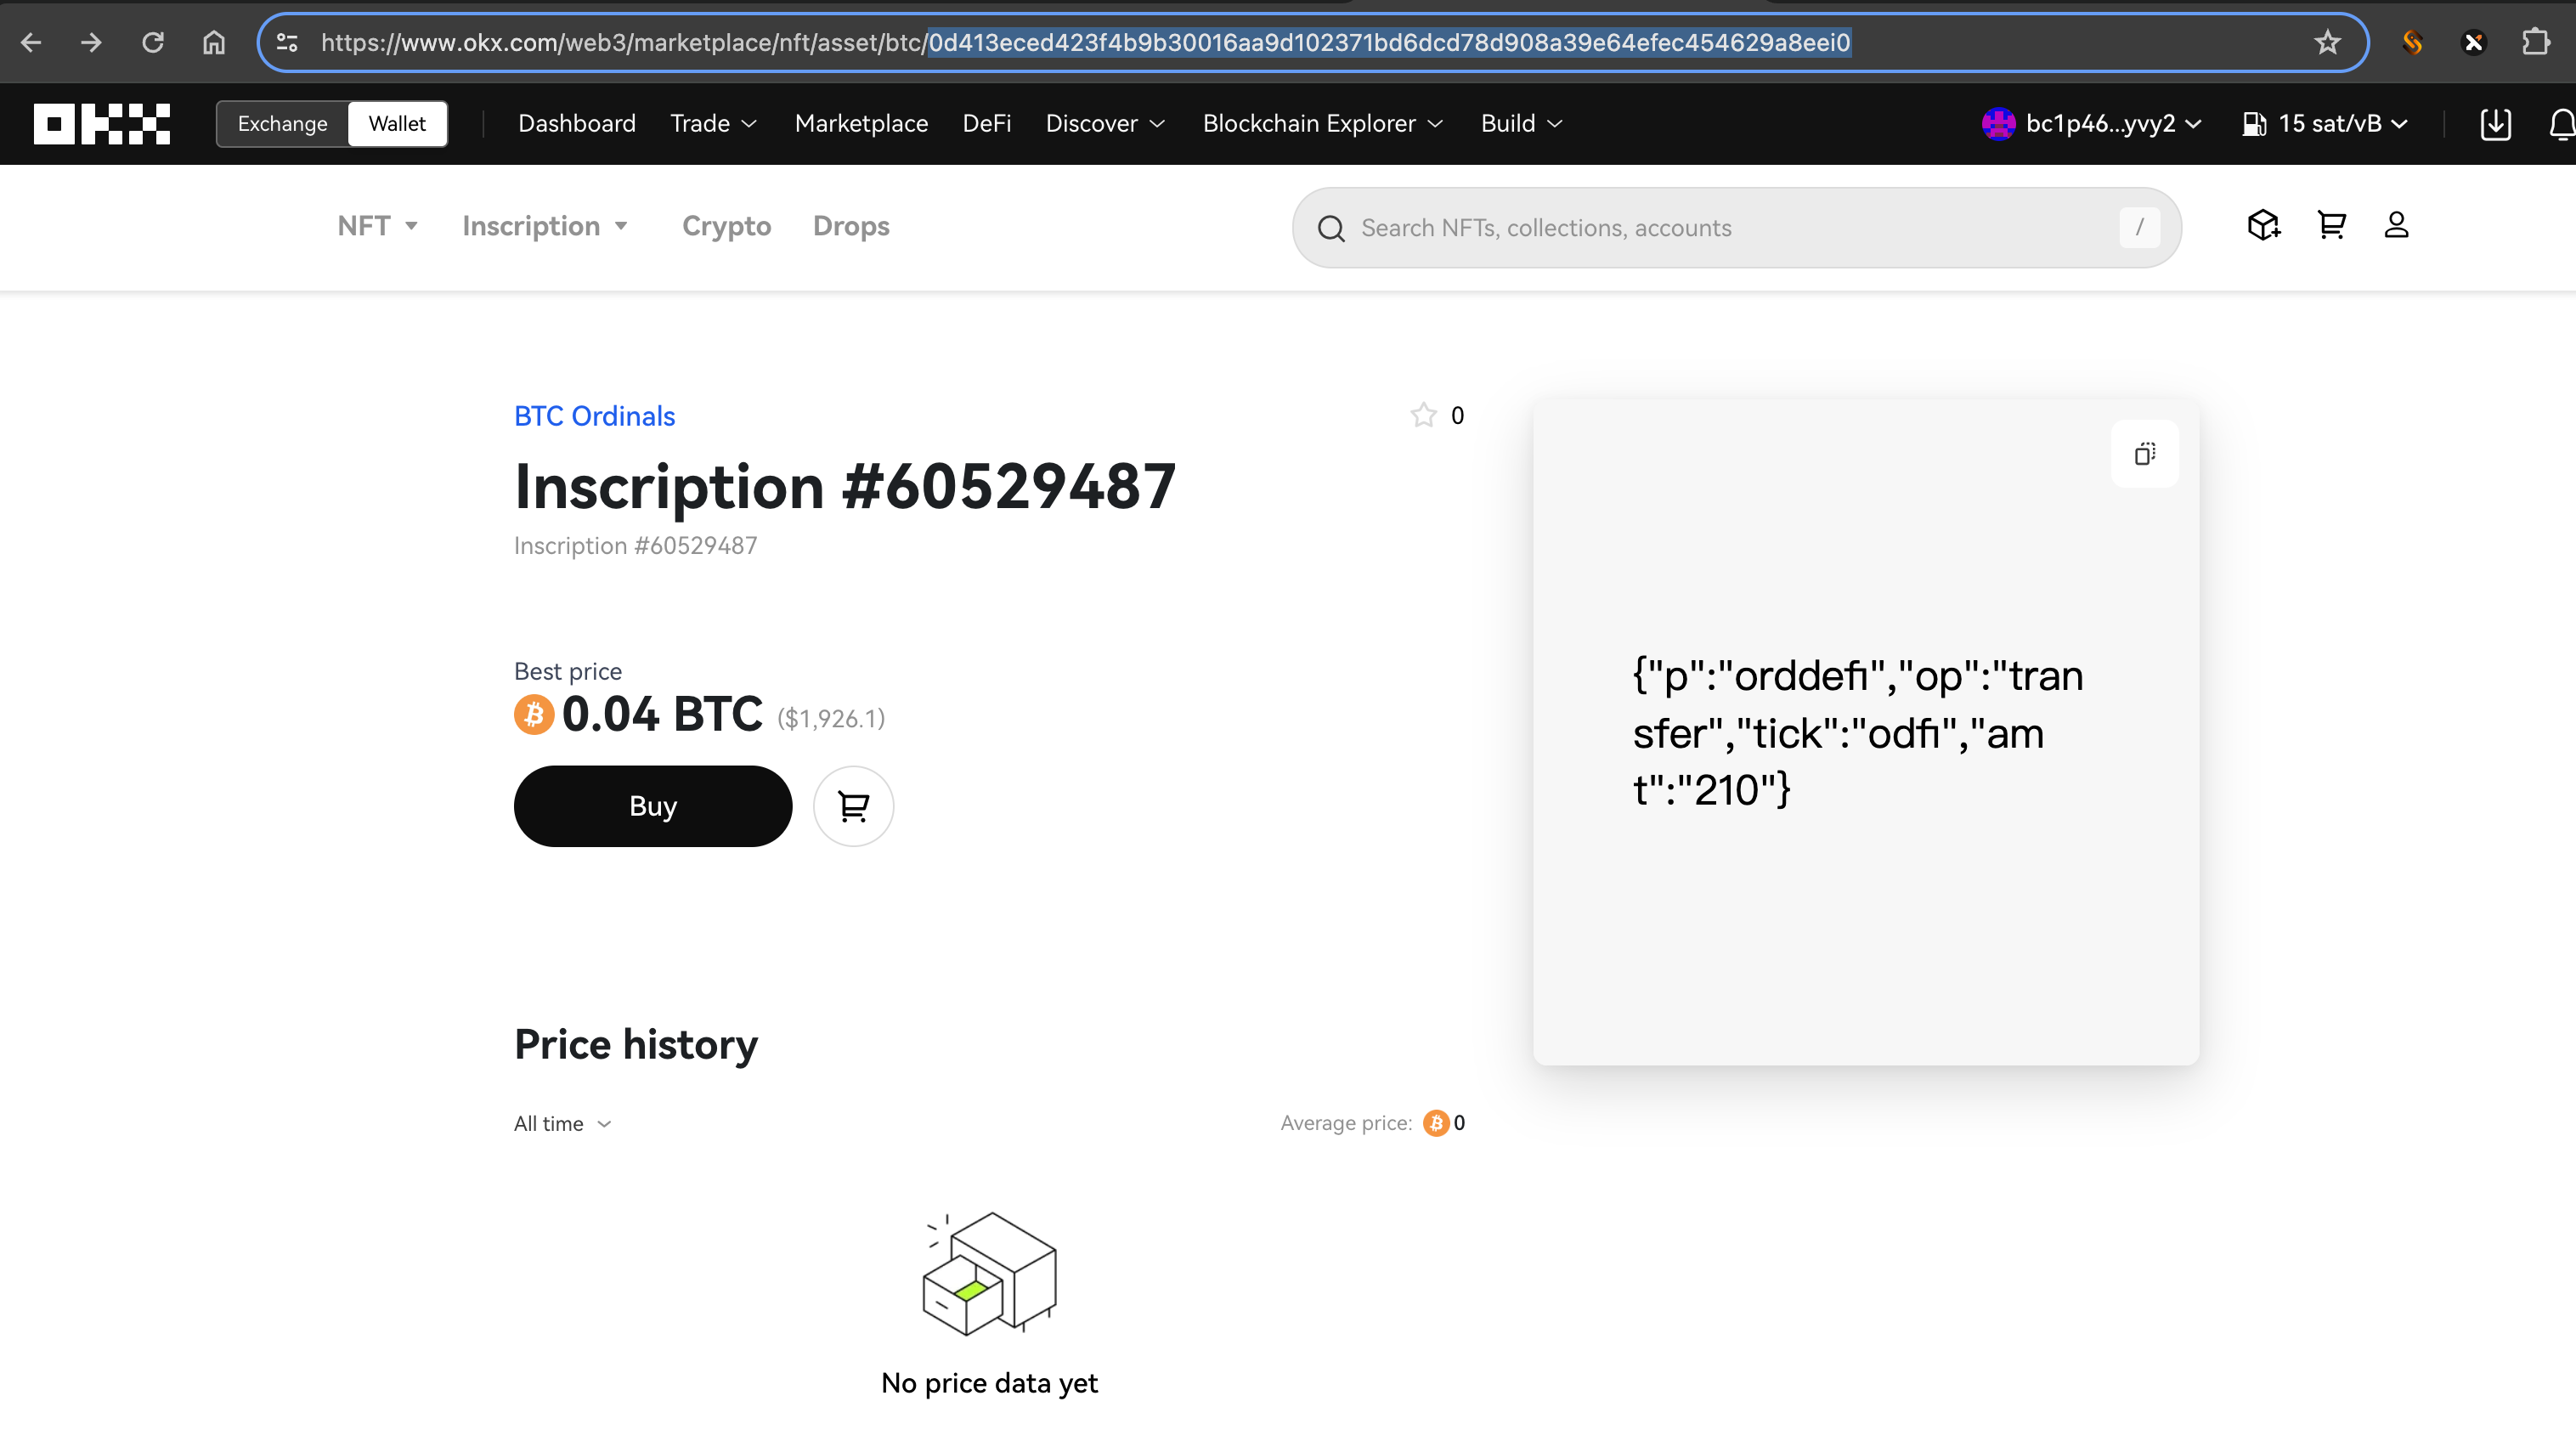 https://www.okx.com/web3/marketplace/nft/asset/btc/0d413eced423f4b9b30016aa9d102371bd6dcd78d908a39e64efec454629a8eei0
OKX Exchange Wallet Dashboard Trade Marketplace DeFi Discover Blockchain Explorer Build bc1p46...yvy2 15 sat/vB
NFT Inscription Crypto Drops Search NFTs, collections, accounts /
BTC Ordinals 0
Inscription #60529487
Inscription #60529487
Best price
0.04 BTC ($1,926.1)
Buy
{"p":"orddefi","op":"tran
sfer","tick":"odfi","am
t":"210"}
Price history
All time Average price: 0
No price data yet